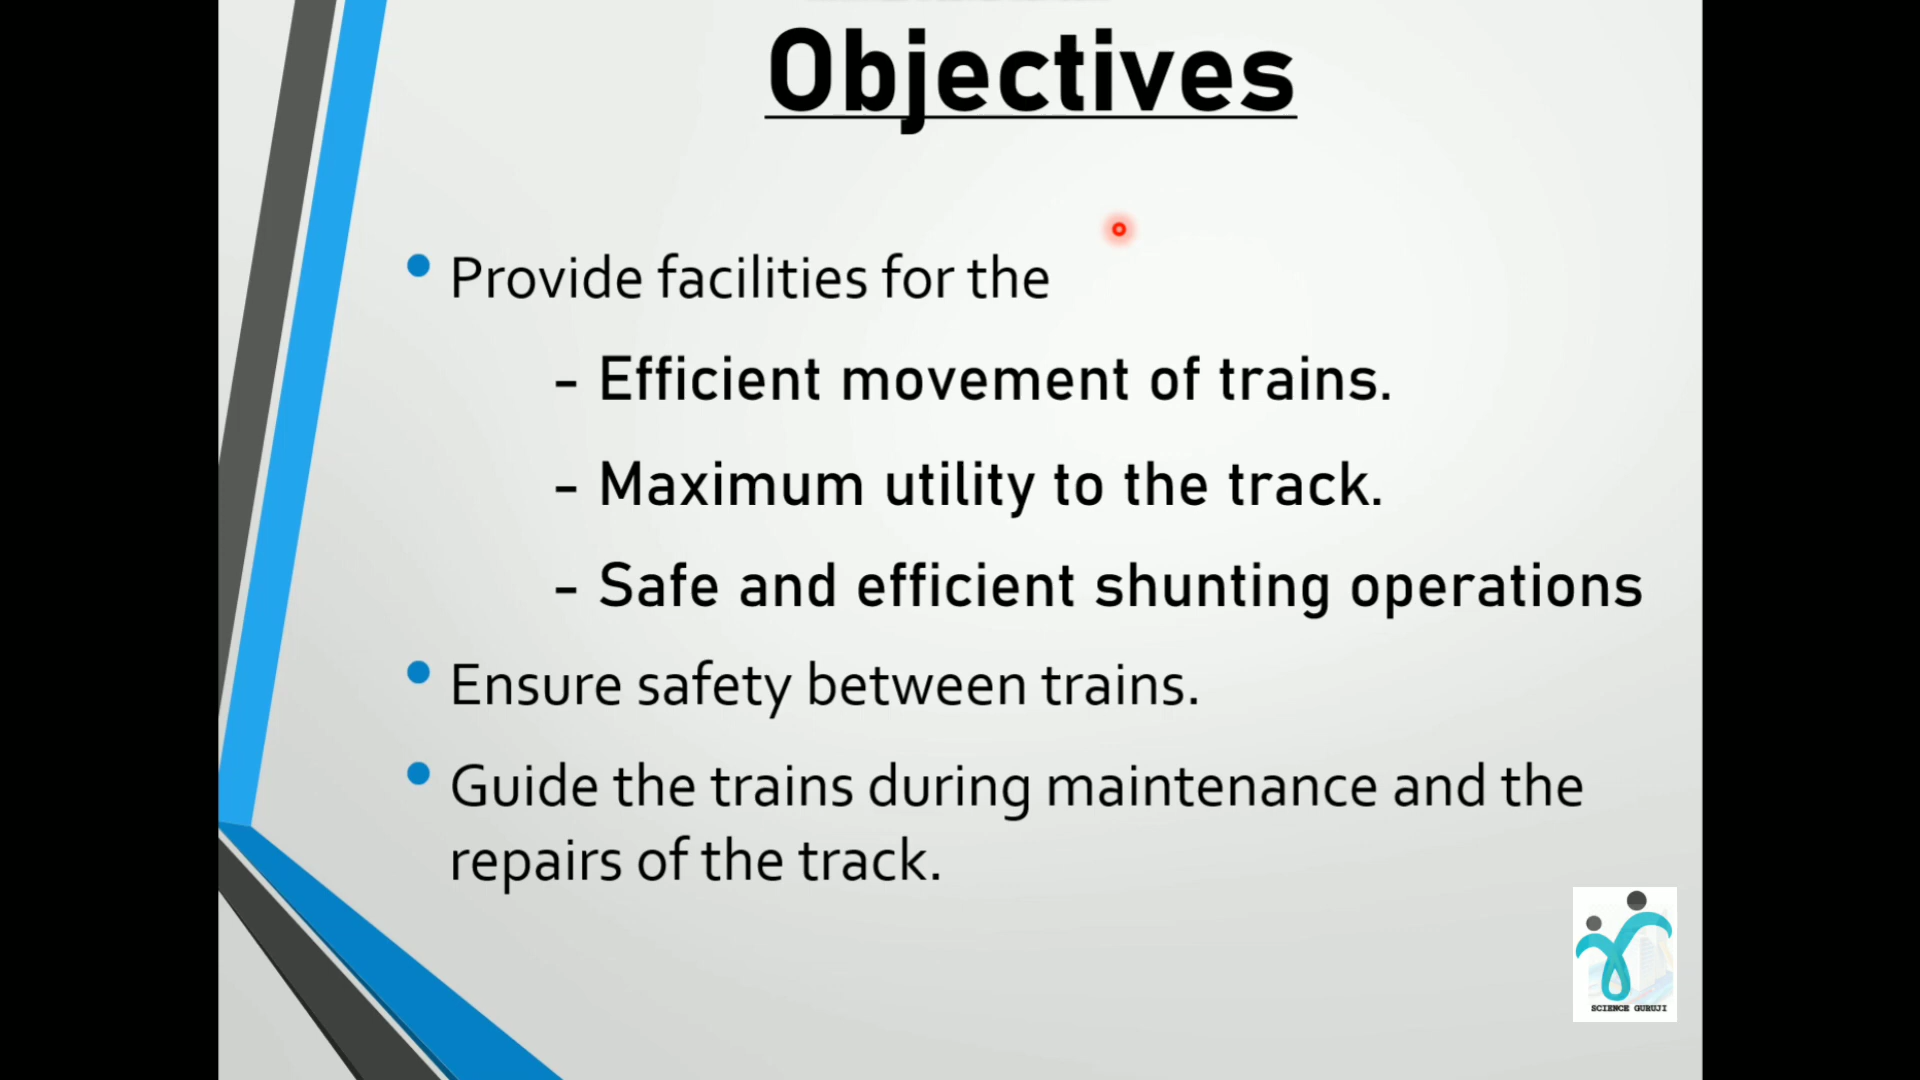 Objectives
• Provide facilities for the
- Efficient movement of trains.
- Maximum utility to the track.
- Safe and efficient shunting operations
• Ensure safety between trains.
• Guide the trains during maintenance and the
repairs of the track.
SCIENCE GURUJI